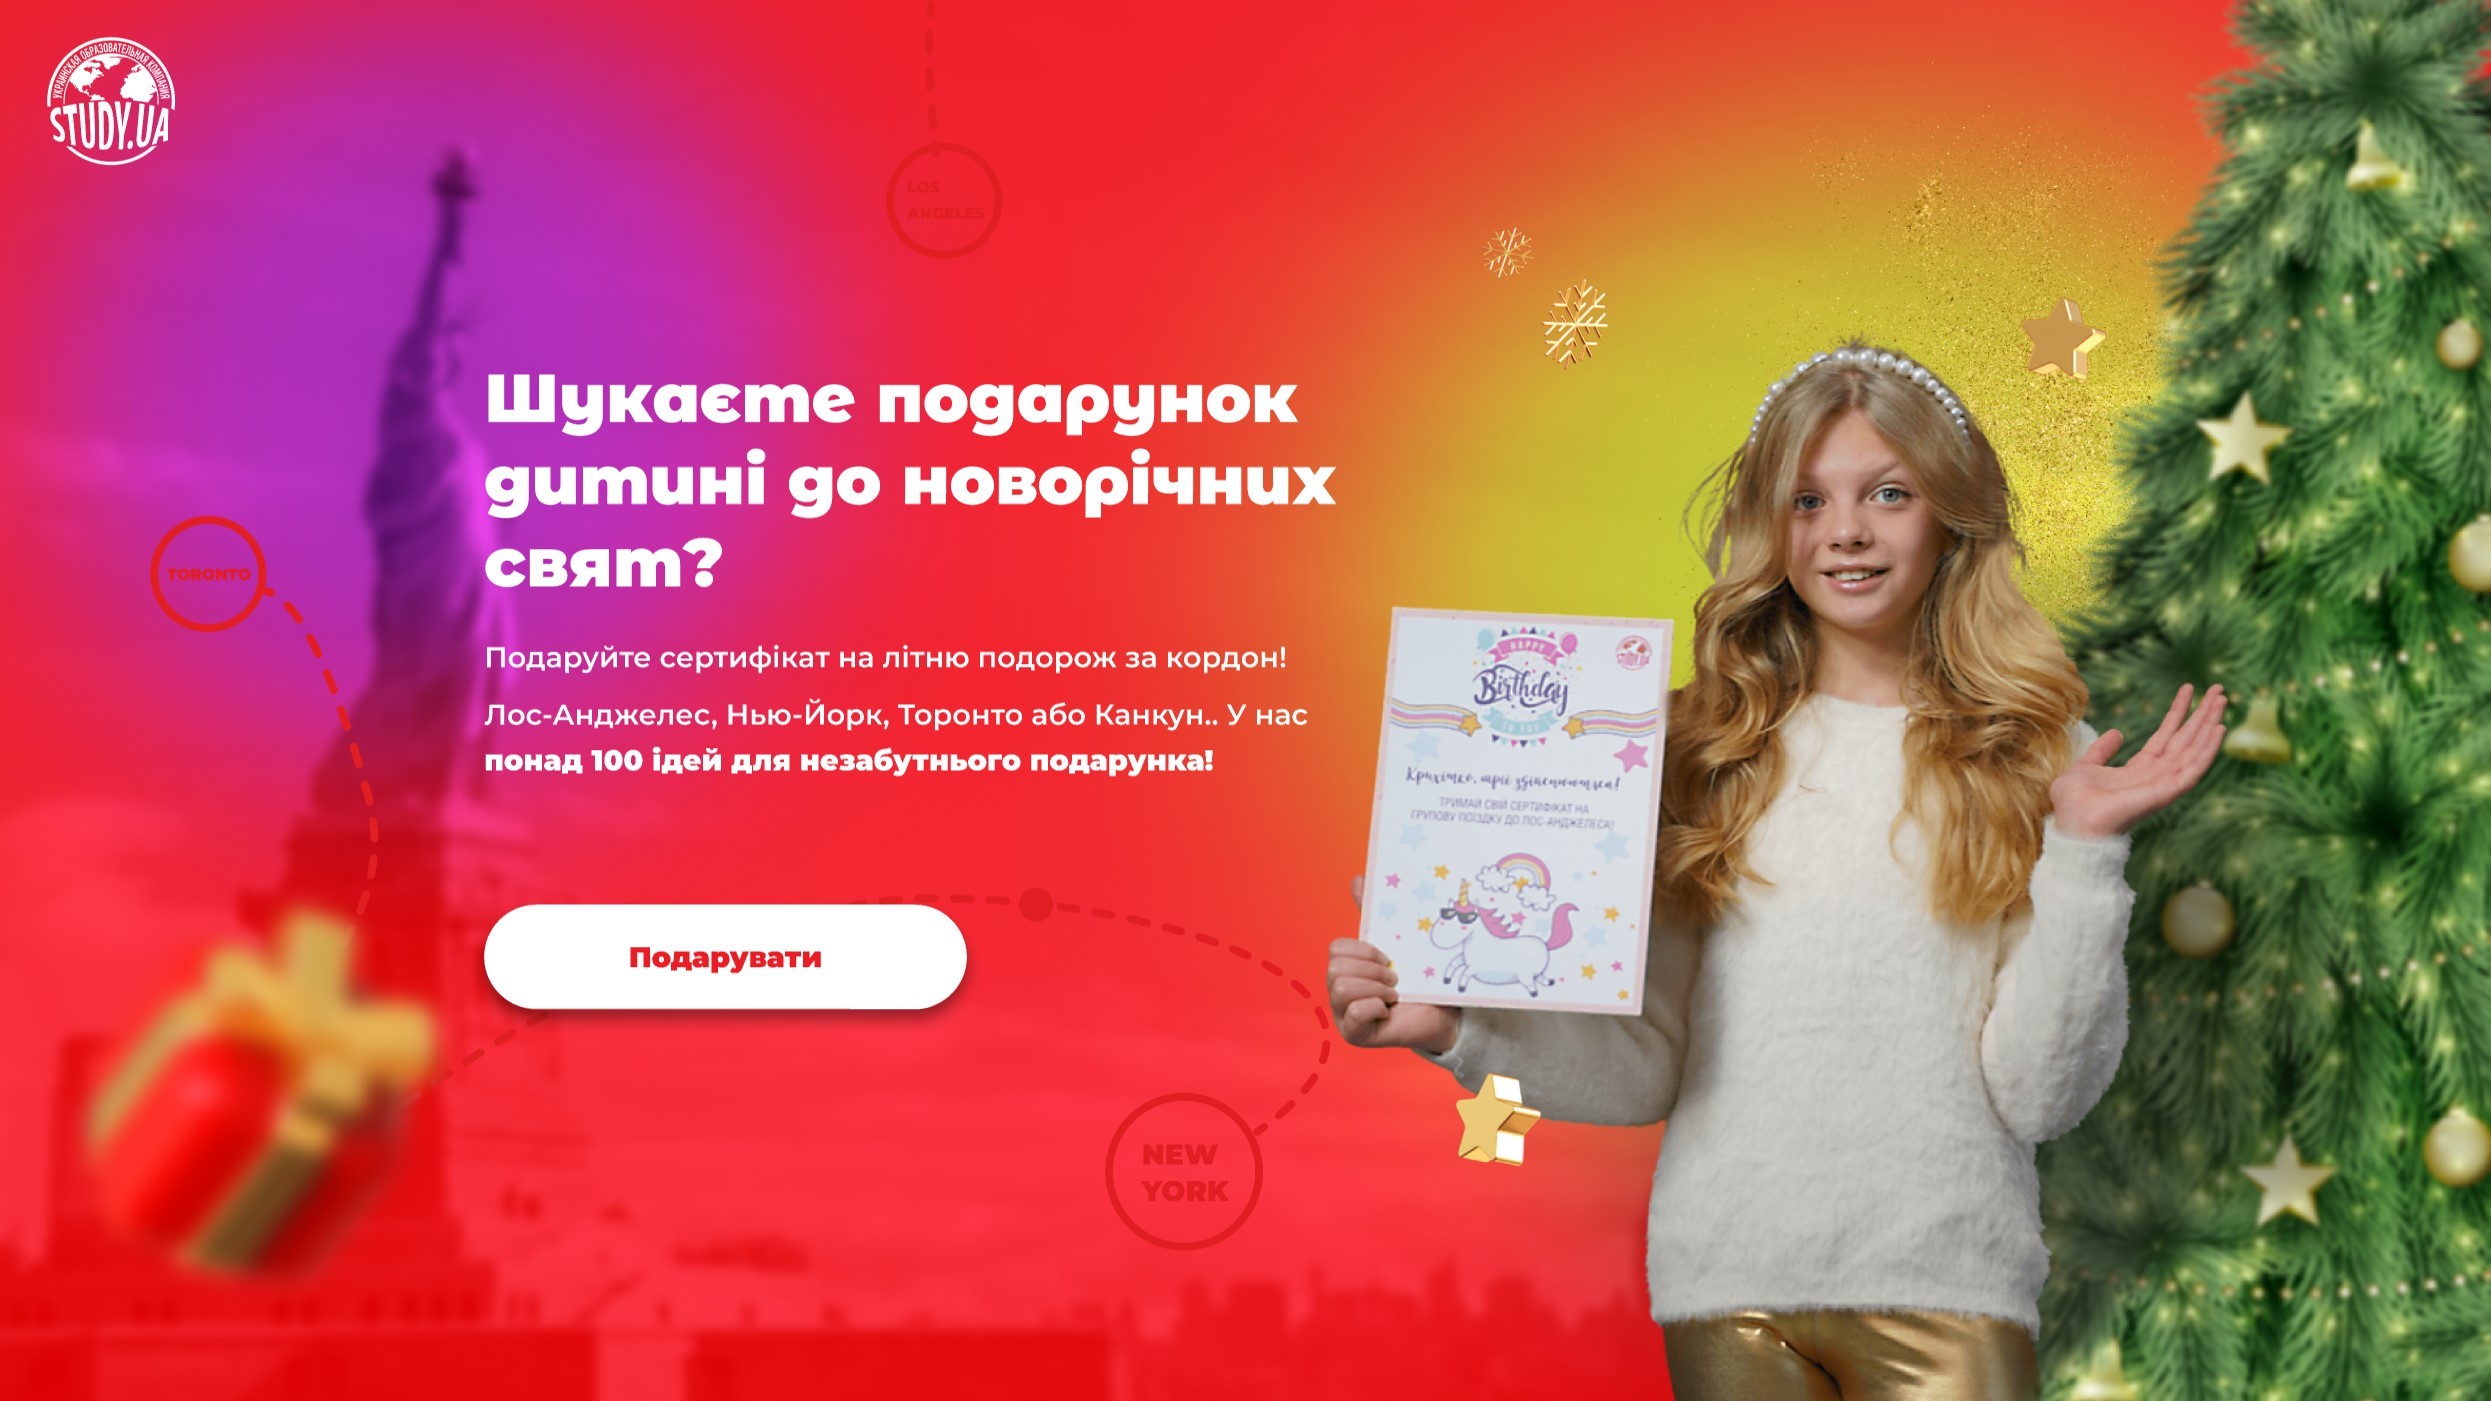 УКРАИНСКАЯ ОБРАЗОВАТЕЛЬНАЯ КОМПАНИЯ
STUDY.UA
LOS
ANGELES
Шукаєте подарунок
дитині до новорічних
свят?
TORONTO
Подаруйте сертифікат на літню подорож за кордон!
Лос-Анджелес, Нью-Йорк, Торонто або Канкун.. У нас
понад 100 ідей для незабутнього подарунка!
Подарувати
NEW
YORK
HAPPY
Birthday
TO YOU
STUDY.UA
Крихітко, мрії здійснюються!
ТРИМАЙ СВІЙ СЕРТИФІКАТ НА
ГРУПОВУ ПОЇЗДКУ ДО ЛОС-АНДЖЕЛЕСА!